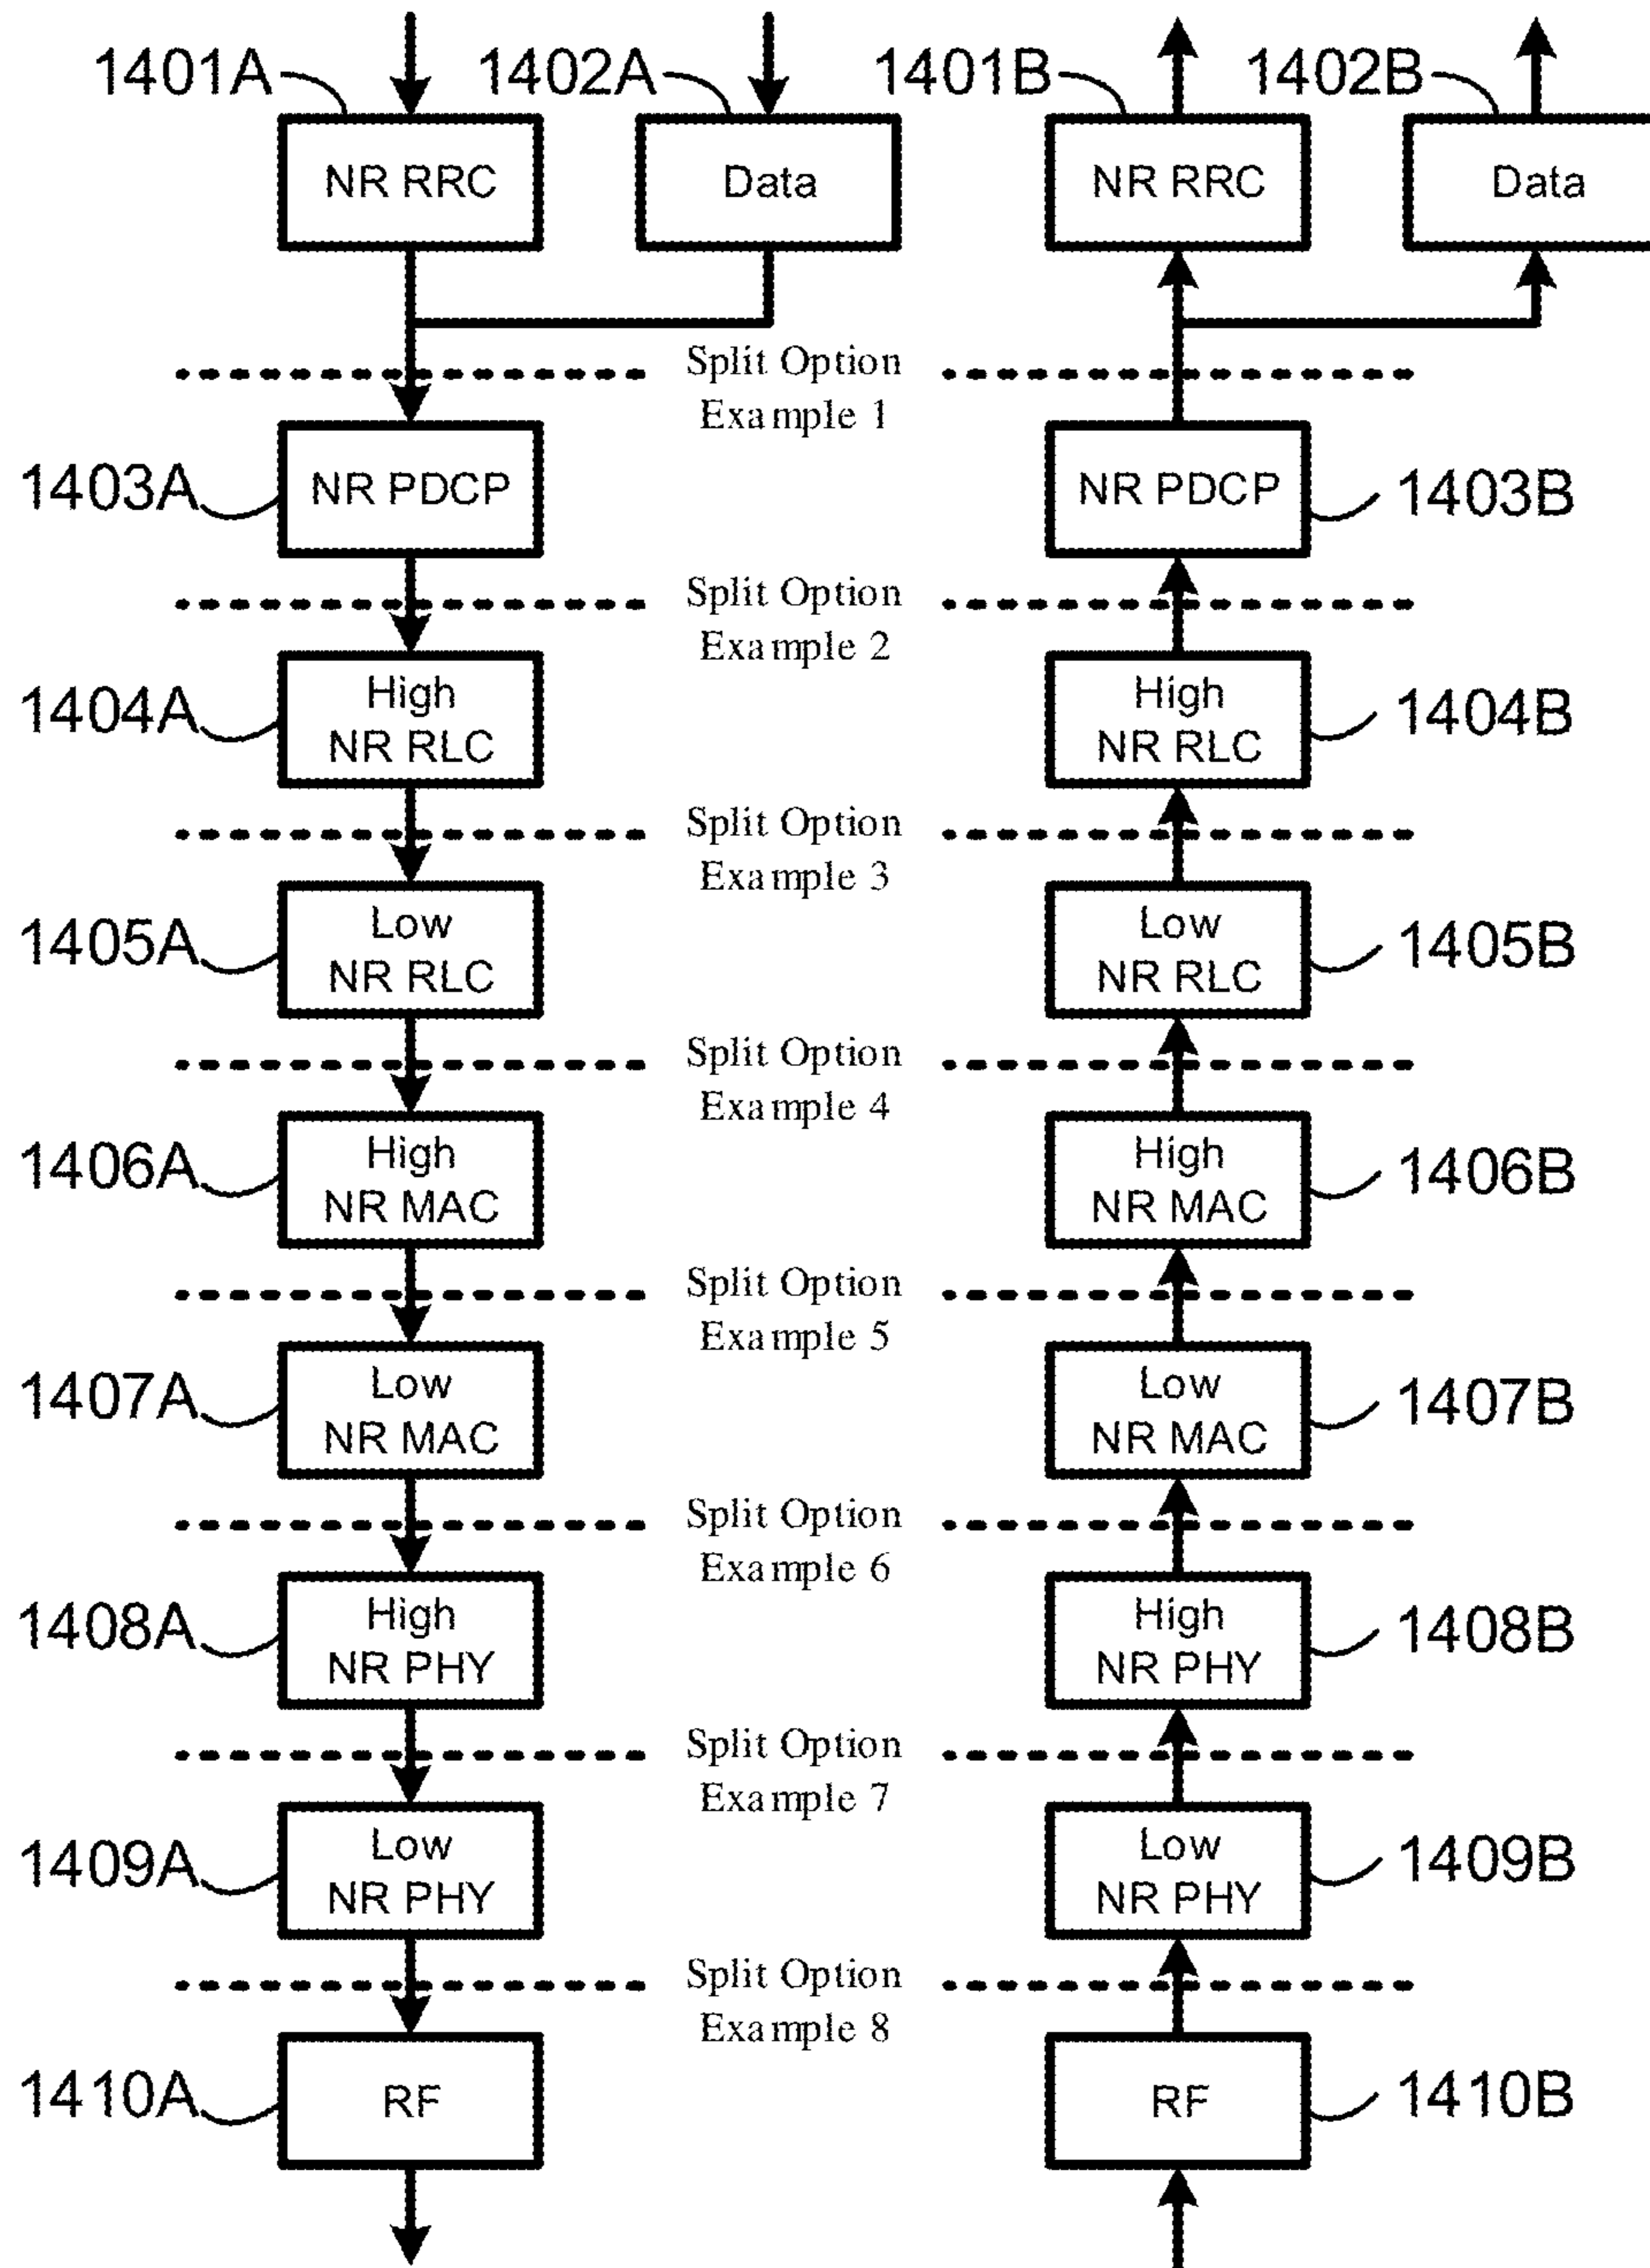 1401A 1402A 1401B 1402B
NR RRC Data NR RRC Data
Split Option
Example 1
1403A NR PDCP NR PDCP 1403B
Split Option
Example 2
1404A High NR RLC High NR RLC 1404B
Split Option
Example 3
1405A Low NR RLC Low NR RLC 1405B
Split Option
Example 4
1406A High NR MAC High NR MAC 1406B
Split Option
Example 5
1407A Low NR MAC Low NR MAC 1407B
Split Option
Example 6
1408A High NR PHY High NR PHY 1408B
Split Option
Example 7
1409A Low NR PHY Low NR PHY 1409B
Split Option
Example 8
1410A RF RF 1410B